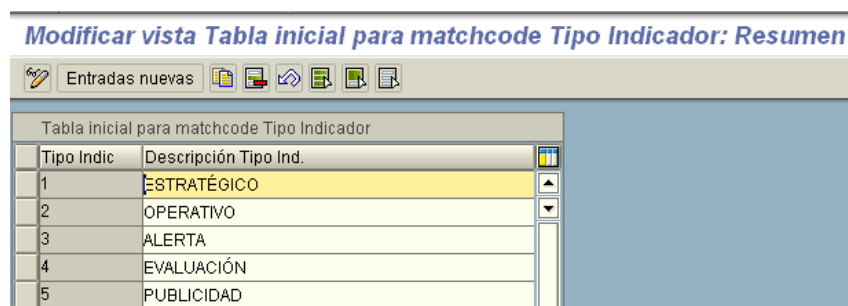 Modificar vista Tabla inicial para matchcode Tipo Indicador: Resumen
Entradas nuevas
Tabla inicial para matchcode Tipo Indicador
Tipo Indic Descripción Tipo Ind.
1 ESTRATÉGICO
2 OPERATIVO
3 ALERTA
4 EVALUACIÓN
5 PUBLICIDAD